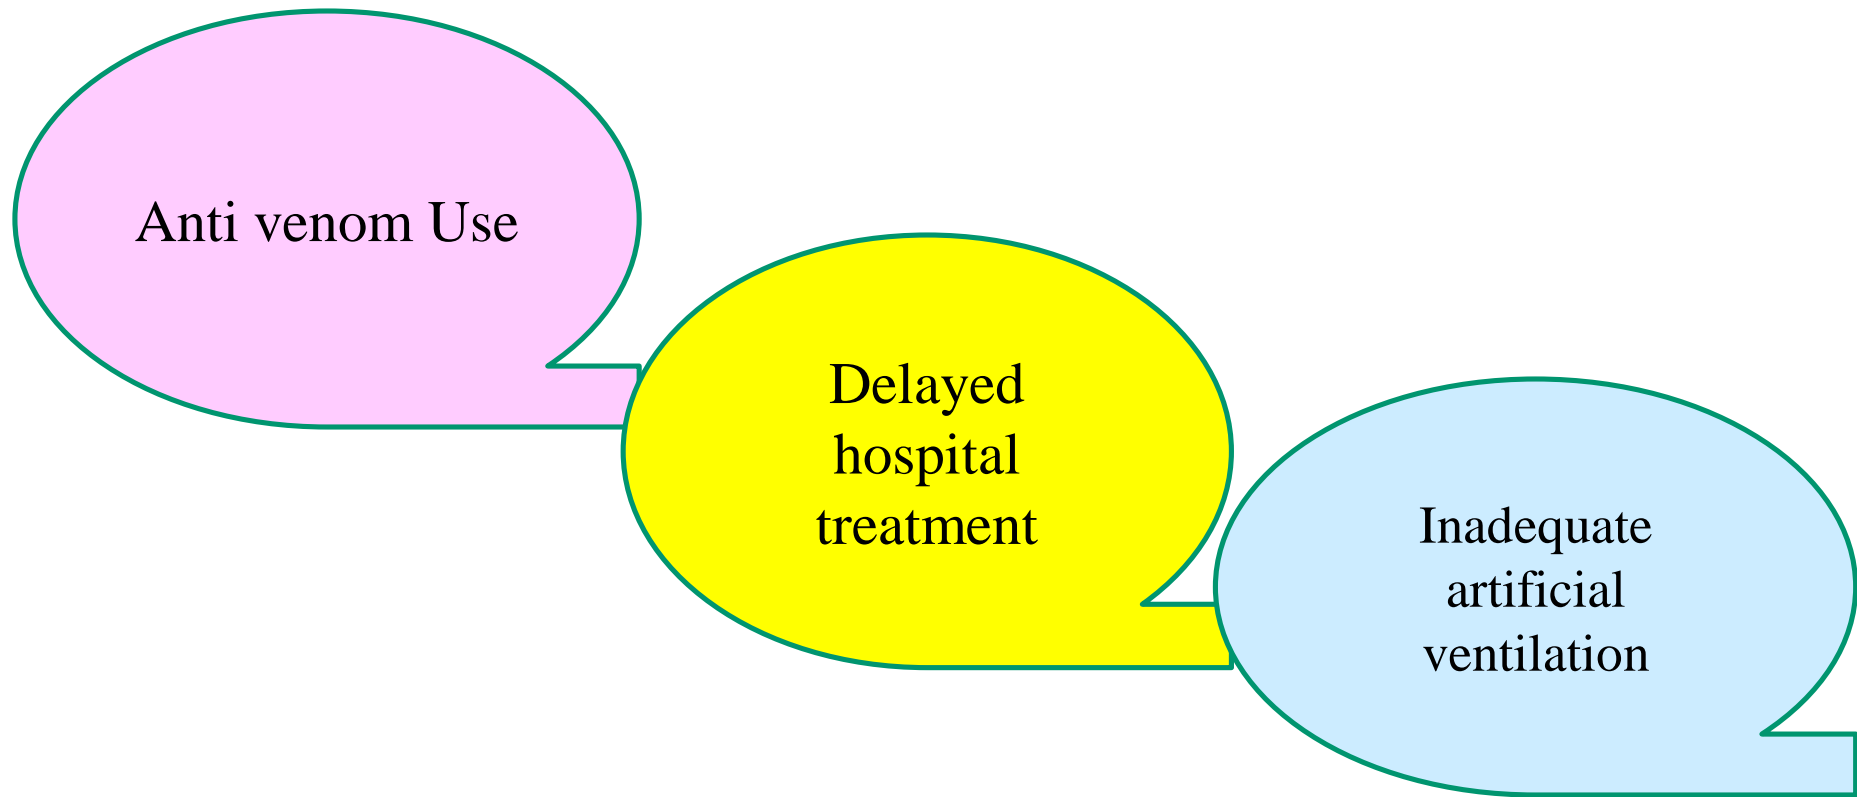 Anti venom Use
Delayed
hospital
treatment
Inadequate
artificial
ventilation